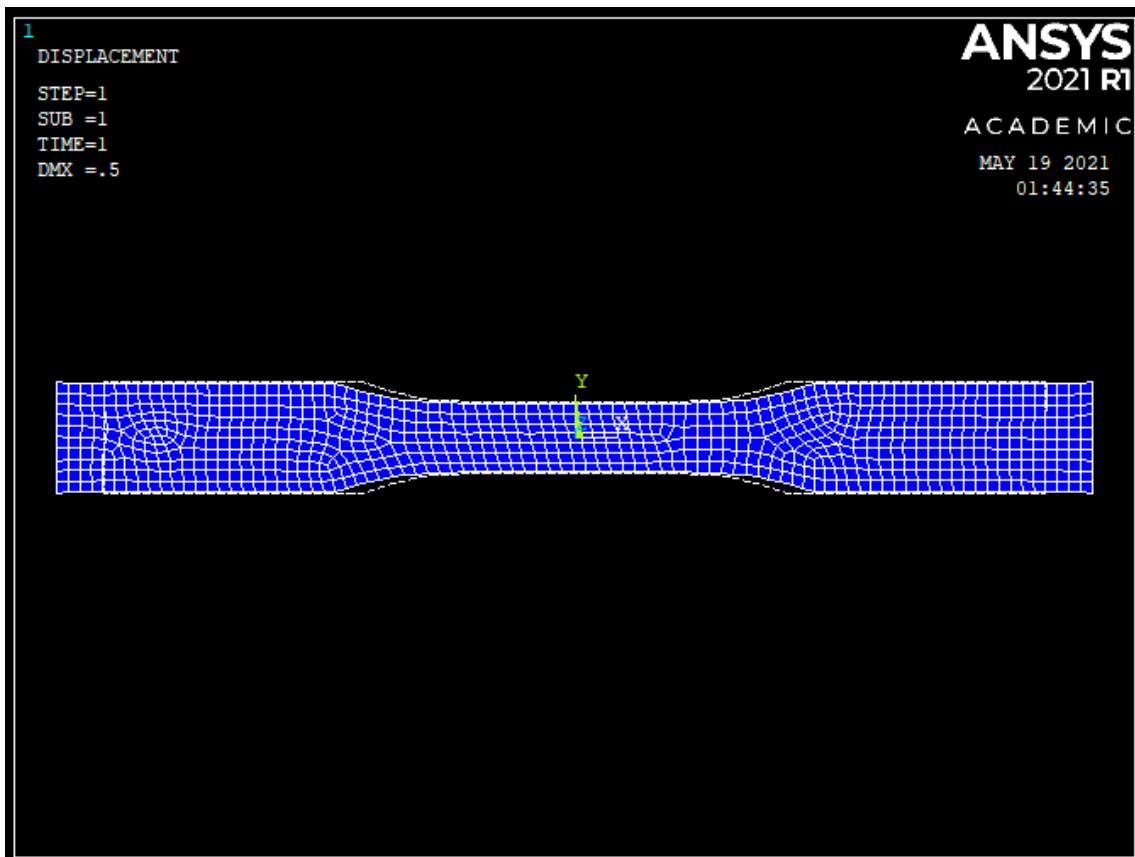 1
DISPLACEMENT
STEP=1
SUB =1
TIME=1
DMX =.5
ANSYS
2021 R1
ACADEMIC
MAY 19 2021
01:44:35
Y
X